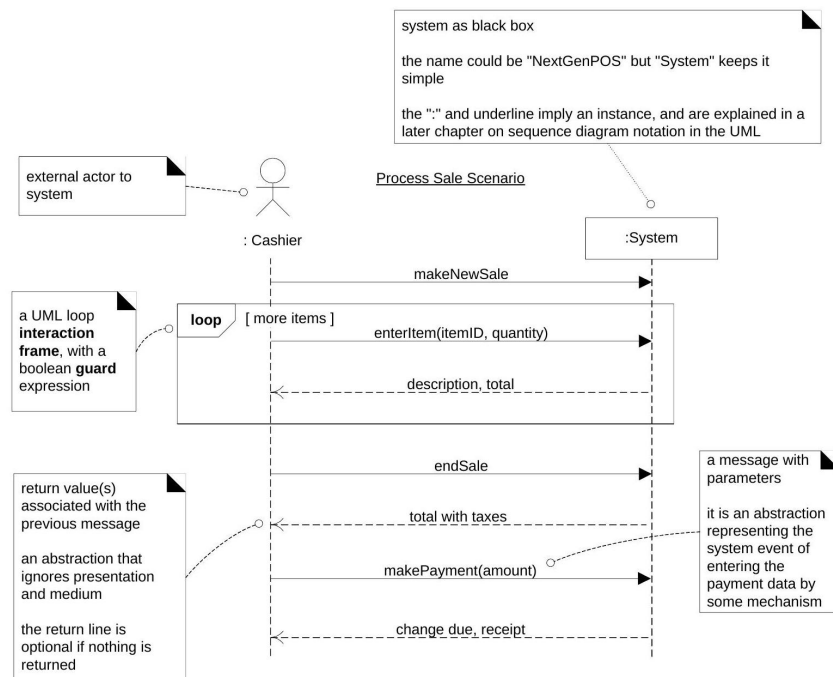 system as black box
the name could be "NextGenPOS" but "System" keeps it
simple
the ":" and underline imply an instance, and are explained in a
later chapter on sequence diagram notation in the UML
external actor to
system
Process Sale Scenario
: Cashier
:System
makeNewSale
a UML loop
interaction
frame, with a
boolean guard
expression
loop
[ more items ]
enterItem(itemID, quantity)
description, total
endSale
a message with
parameters
it is an abstraction
representing the
system event of
entering the
payment data by
some mechanism
return value(s)
associated with the
previous message
an abstraction that
ignores presentation
and medium
the return line is
optional if nothing is
returned
total with taxes
makePayment(amount)
change due, receipt